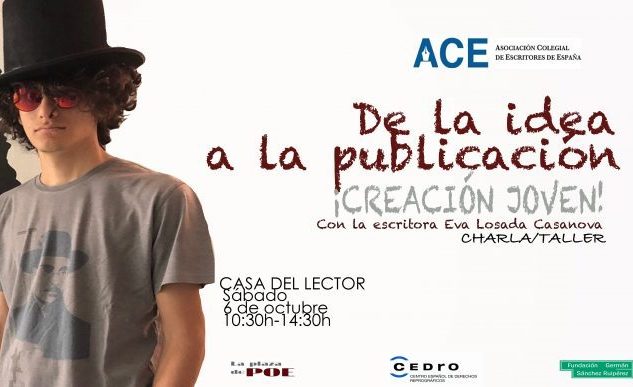 ACE
ASOCIACIÓN COLEGIAL
DE ESCRITORES DE ESPAÑA
De la idea
a la publicación
¡CREACIÓN JOVEN!
Con la escritora Eva Losada Casanova
CHARLA/TALLER
CASA DEL LECTOR
Sábado
6 de octubre
10:30h-14:30h
La plaza
de POE
CEDRO
CENTRO ESPAÑOL DE DERECHOS
REPROGRÁFICOS
Fundación Germán
Sánchez Ruipérez